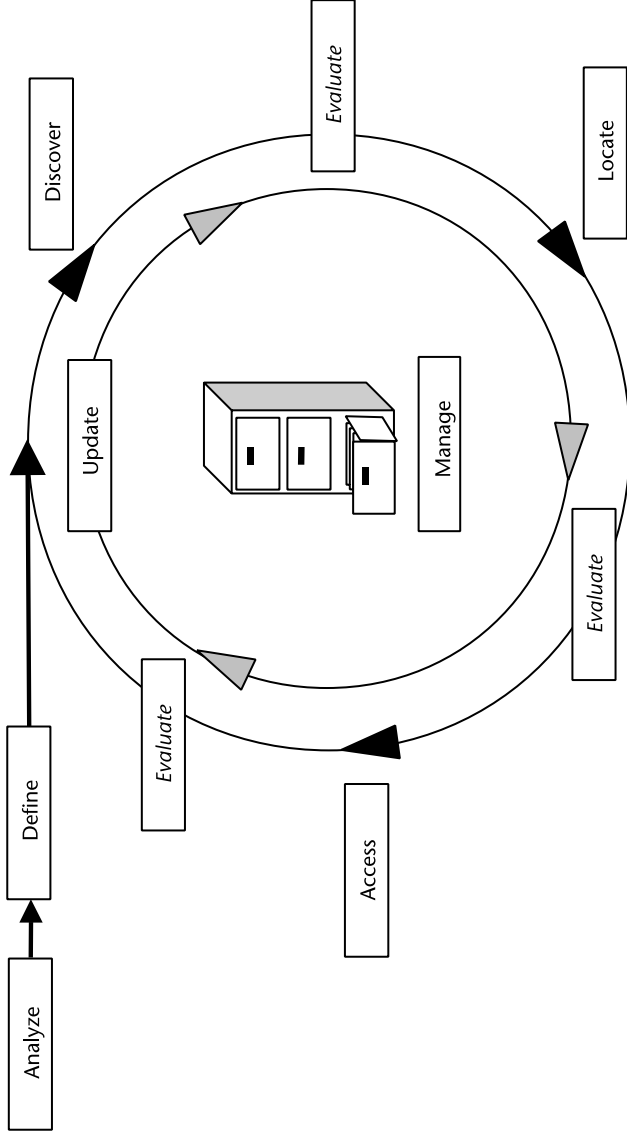 Analyze
Define
Discover
Evaluate
Locate
Evaluate
Access
Evaluate
Update
Manage